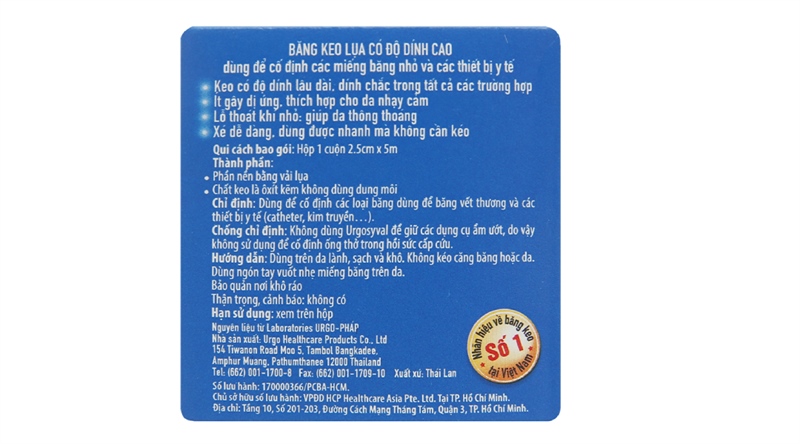 BĂNG KEO LỤA CÓ ĐỘ DÍNH CAO
dùng để cố định các miếng băng nhỏ và các thiết bị y tế
Keo có độ dính lâu dài, dính chắc trong tất cả các trường hợp
Ít gây dị ứng, thích hợp cho da nhạy cảm
Lỗ thoát khí nhỏ: giúp da thông thoáng
Xé dễ dàng, dùng được nhanh mà không cần kéo
Qui cách bao gói: Hộp 1 cuộn 2.5cm x 5m
Thành phần:
• Phần nền bằng vải lụa
• Chất keo là ôxít kẽm không dùng dung môi
Chỉ định: Dùng để cố định các loại băng dùng để băng vết thương và các
thiết bị y tế (catheter, kim truyền...).
Chống chỉ định: Không dùng Urgosyval để giữ các dụng cụ ẩm ướt, do vậy
không sử dụng để cố định ống thở trong hồi sức cấp cứu.
Hướng dẫn: Dùng trên da lành, sạch và khô. Không kéo căng băng hoặc da.
Dùng ngón tay vuốt nhẹ miếng băng trên da.
Bảo quản nơi khô ráo
Thận trọng, cảnh báo: không có
Hạn sử dụng: xem trên hộp
Nguyên liệu từ Laboratories URGO-PHÁP
Nhà sản xuất: Urgo Healthcare Products Co., Ltd
154 Tiwanon Road Moo 5, Tambol Bangkadee,
Amphur Muang, Pathumthanee 12000 Thailand
Tel: (662) 001-1700-8 Fax: (662) 001-1709-10 Xuất xứ: Thái Lan
Số lưu hành: 170000366/PCBA-HCM.
Chủ sở hữu số lưu hành: VPĐD HCP Healthcare Asia Pte. Ltd. Tại TP. Hồ Chí Minh.
Địa chỉ: Tầng 10, Số 201-203, Đường Cách Mạng Tháng Tám, Quận 3, TP. Hồ Chí Minh.
Nhãn hiệu về băng keo
Số 1
tại Việt Nam